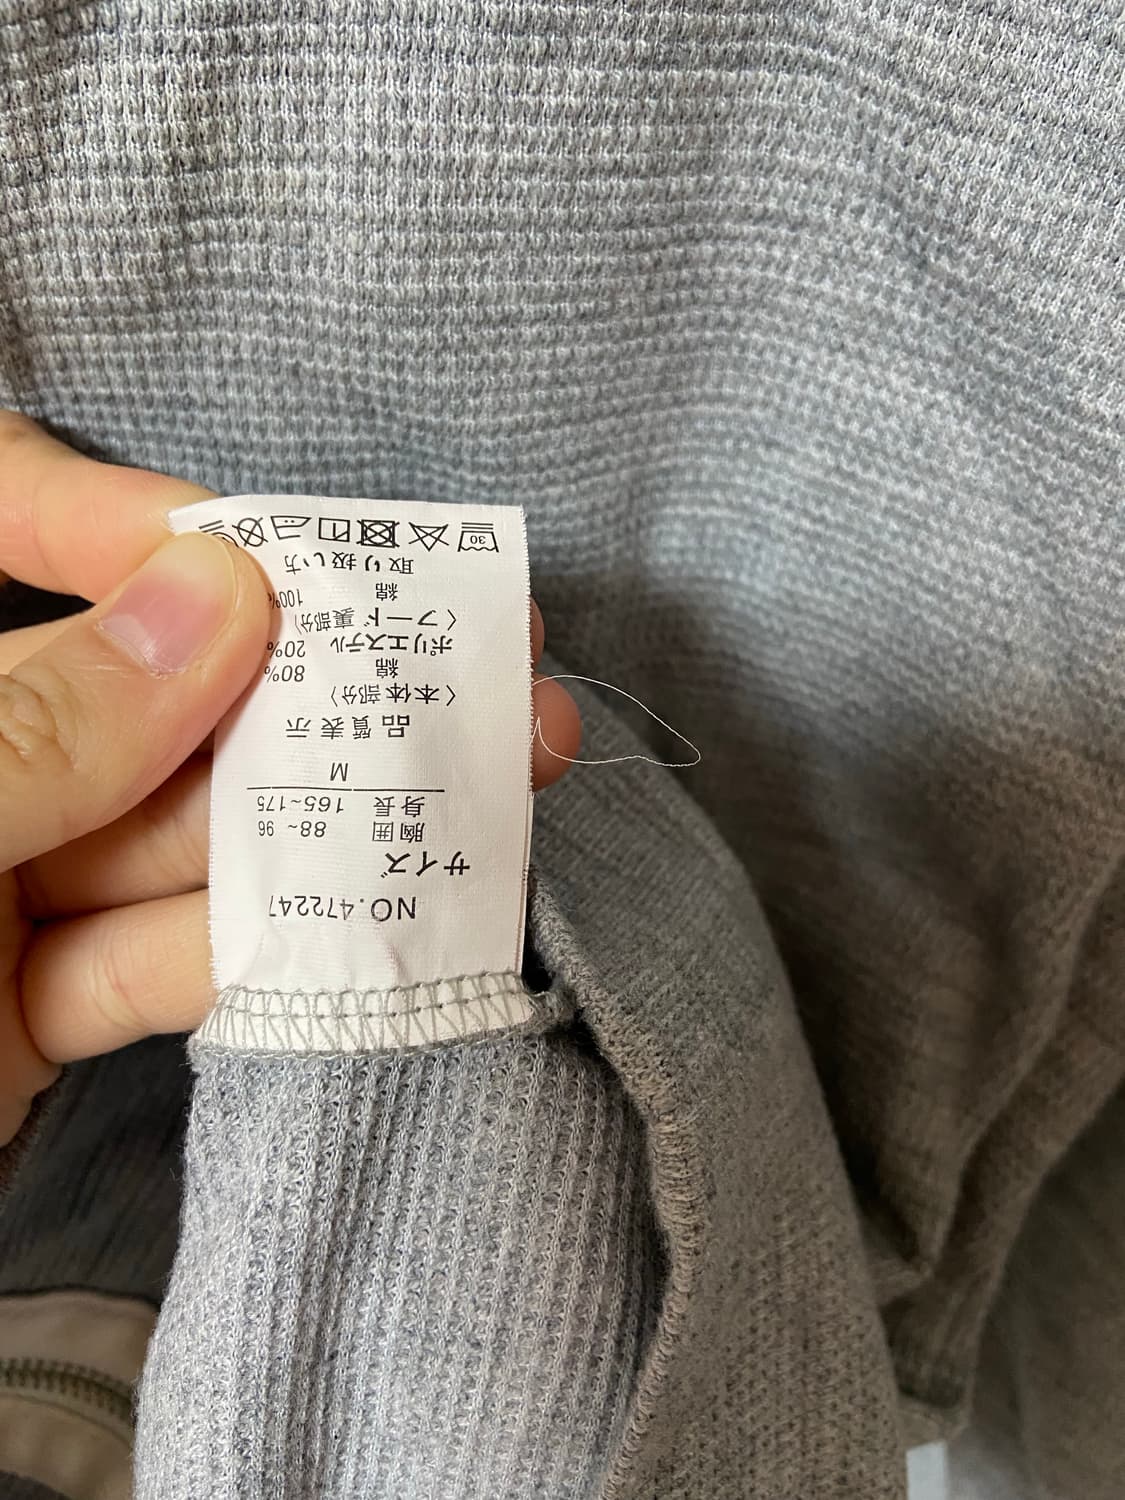 NO.472247
サイズ
胸囲 88~96
身長 165~175
M
品質表示
〈本体部分〉
綿 80%
ポリエステル 20%
〈フード裏部分〉
綿 100%
取り扱い方
30